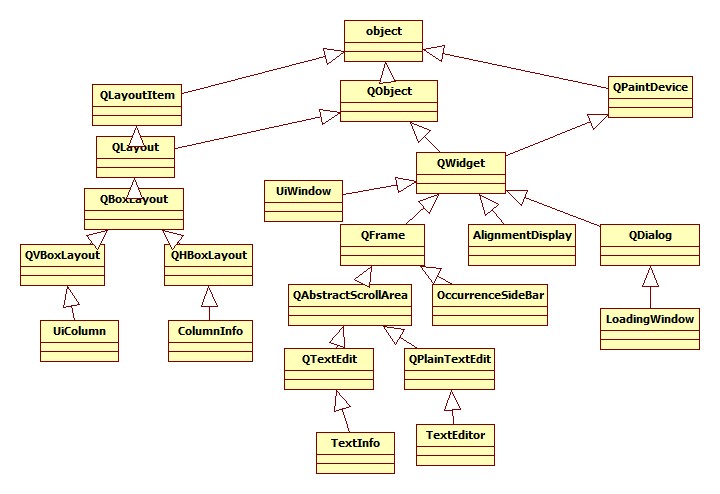 object
QLayoutItem
QObject
QPaintDevice
QLayout
QWidget
UiWindow
QBoxLayout
QFrame
AlignmentDisplay
QDialog
QVBoxLayout
QHBoxLayout
QAbstractScrollArea
OccurrenceSideBar
UiColumn
ColumnInfo
LoadingWindow
QTextEdit
QPlainTextEdit
TextInfo
TextEditor